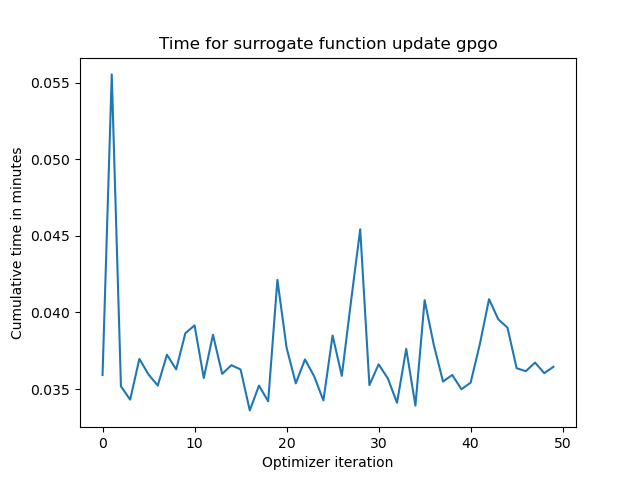 Time for surrogate function update gpgo
Cumulative time in minutes
0.055
0.050
0.045
0.040
0.035
0 10 20 30 40 50
Optimizer iteration